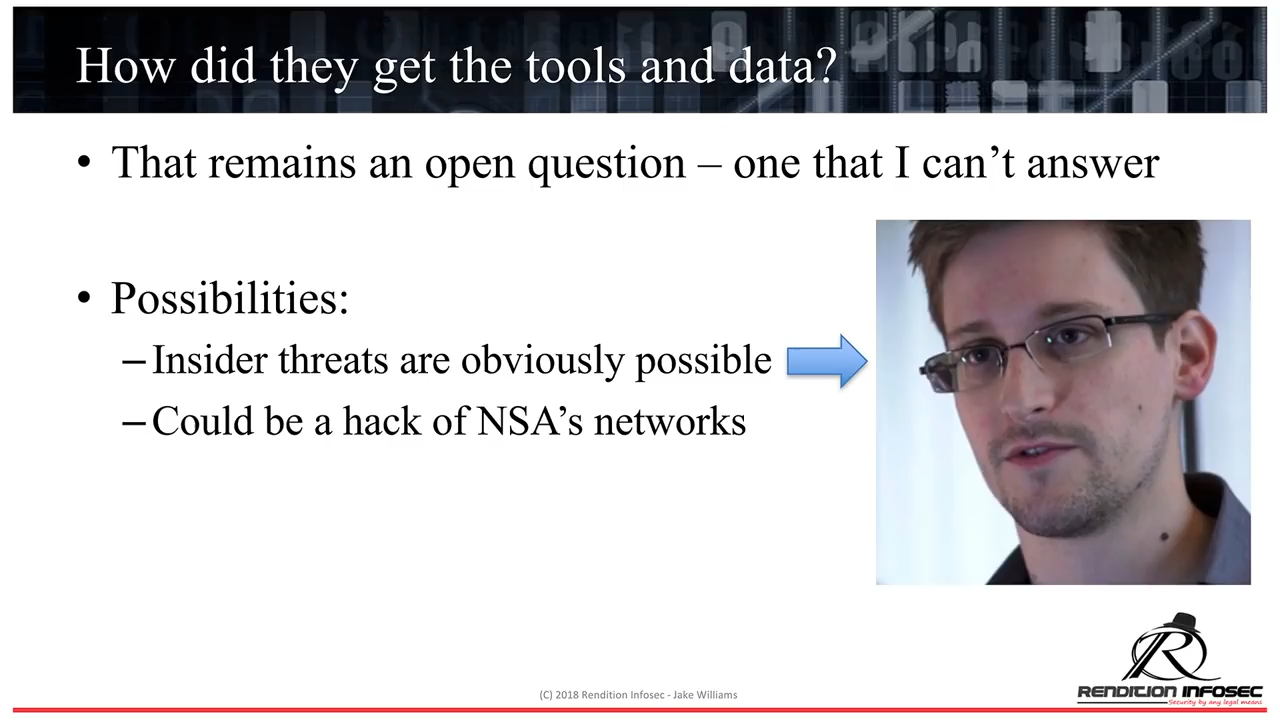 How did they get the tools and data?
• That remains an open question – one that I can't answer
• Possibilities:
– Insider threats are obviously possible
– Could be a hack of NSA's networks
(C) 2018 Rendition Infosec - Jake Williams
R
RENDITION INFOSEC
Security by any legal means